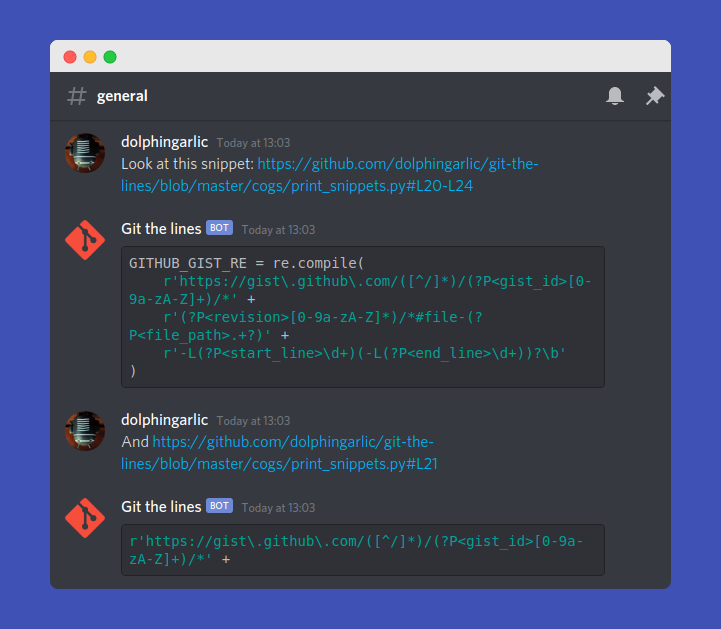 # general
dolphingarlic Today at 13:03
Look at this snippet: https://github.com/dolphingarlic/git-the-
lines/blob/master/cogs/print_snippets.py#L20-L24
Git the lines BOT Today at 13:03
GITHUB_GIST_RE = re.compile(
    r'https://gist\.github\.com/([^/]*)/(?P<gist_id>[0-
9a-zA-Z]+)/*' +
    r'(?P<revision>[0-9a-zA-Z]*)/*#file-(?
P<file_path>.+?)' +
    r'-L(?P<start_line>\d+)(-L(?P<end_line>\d+))?\b'
)
dolphingarlic Today at 13:03
And https://github.com/dolphingarlic/git-the-
lines/blob/master/cogs/print_snippets.py#L21
Git the lines BOT Today at 13:03
r'https://gist\.github\.com/([^/]*)/(?P<gist_id>[0-9a-
zA-Z]+)/*' +